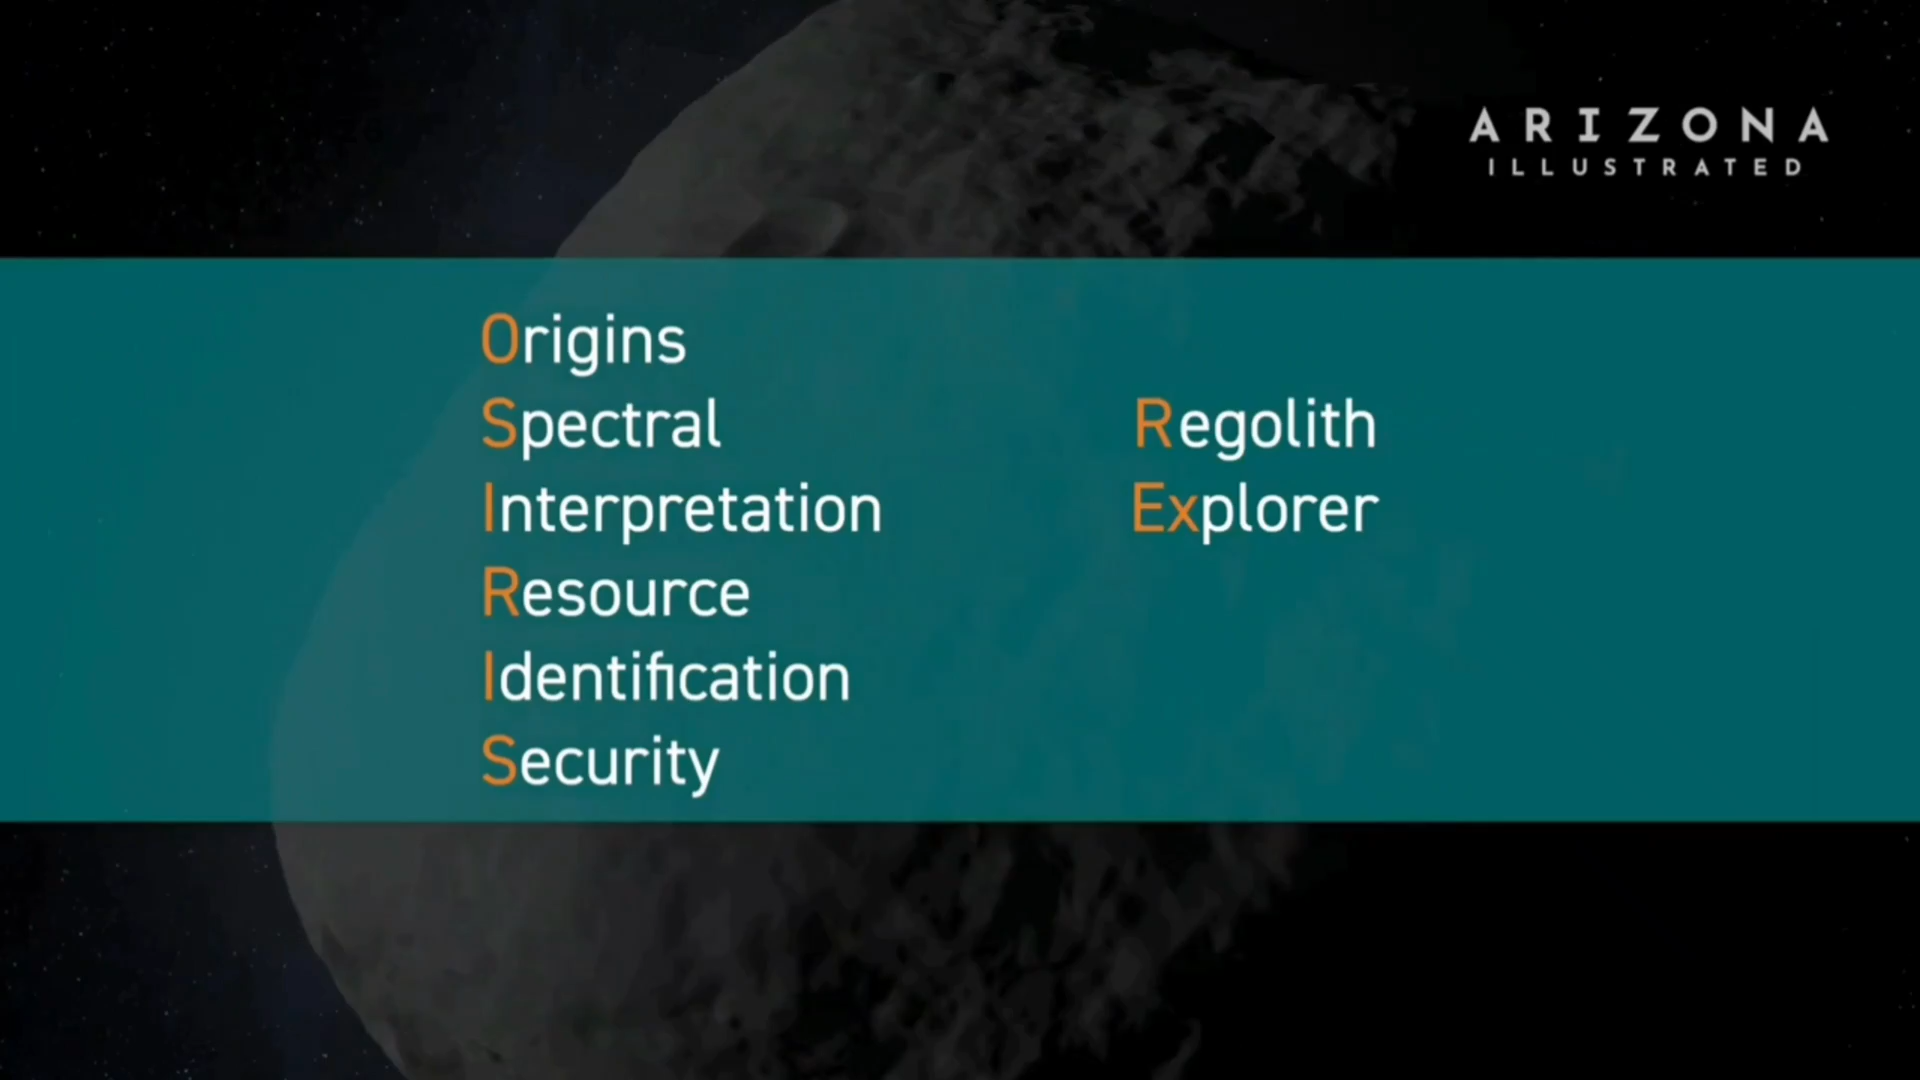 ARIZONA
ILLUSTRATED
Origins
Spectral
Interpretation
Resource
Identification
Security
Regolith
Explorer